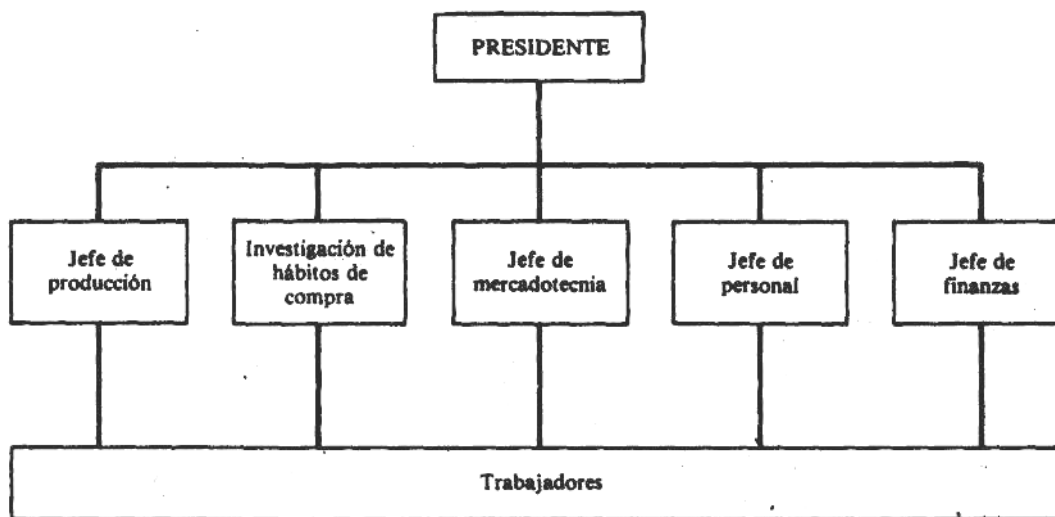 PRESIDENTE
Jefe de
producción
Investigación de
hábitos de
compra
Jefe de
mercadotecnia
Jefe de
personal
Jefe de
finanzas
Trabajadores